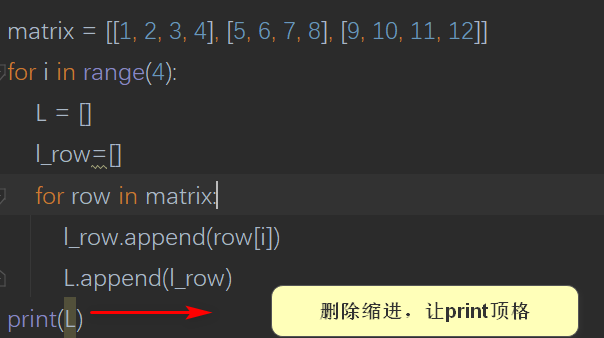 matrix = [[1, 2, 3, 4], [5, 6, 7, 8], [9, 10, 11, 12]]
for i in range(4):
    L = []
    l_row=[]
    for row in matrix:
        l_row.append(row[i])
        L.append(l_row)
print(L)
删除缩进，让print顶格